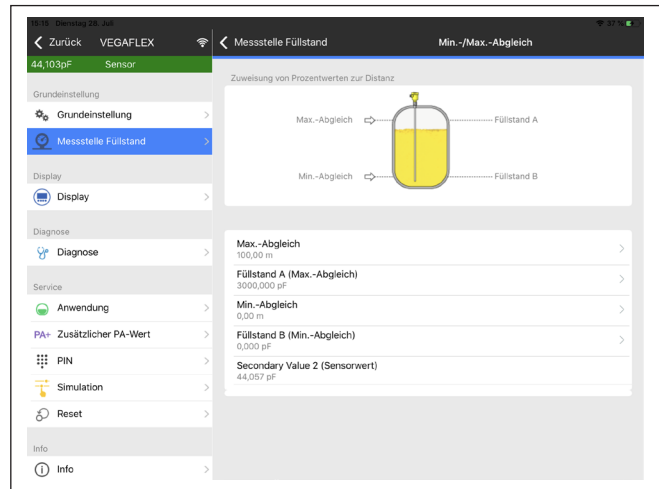 15:15 Dienstag 28. Juli
37 %
Zurück VEGAFLEX
44,103pF Sensor
Grundeinstellung
Grundeinstellung
Messstelle Füllstand
Display
Display
Diagnose
Diagnose
Service
Anwendung
PA+ Zusätzlicher PA-Wert
PIN
Simulation
Reset
Info
Info
Messstelle Füllstand
Min.-/Max.-Abgleich
Zuweisung von Prozentwerten zur Distanz
Max.-Abgleich
Füllstand A
Min.-Abgleich
Füllstand B
Max.-Abgleich
100,00 m
Füllstand A (Max.-Abgleich)
3000,000 pF
Min.-Abgleich
0,00 m
Füllstand B (Min.-Abgleich)
0,000 pF
Secondary Value 2 (Sensorwert)
44,057 pF